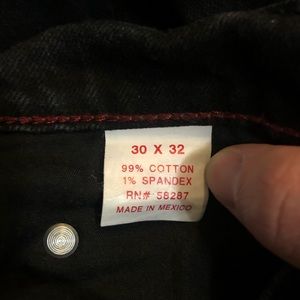 30 X 32
99% COTTON
1% SPANDEX
RN# 58287
MADE IN MEXICO